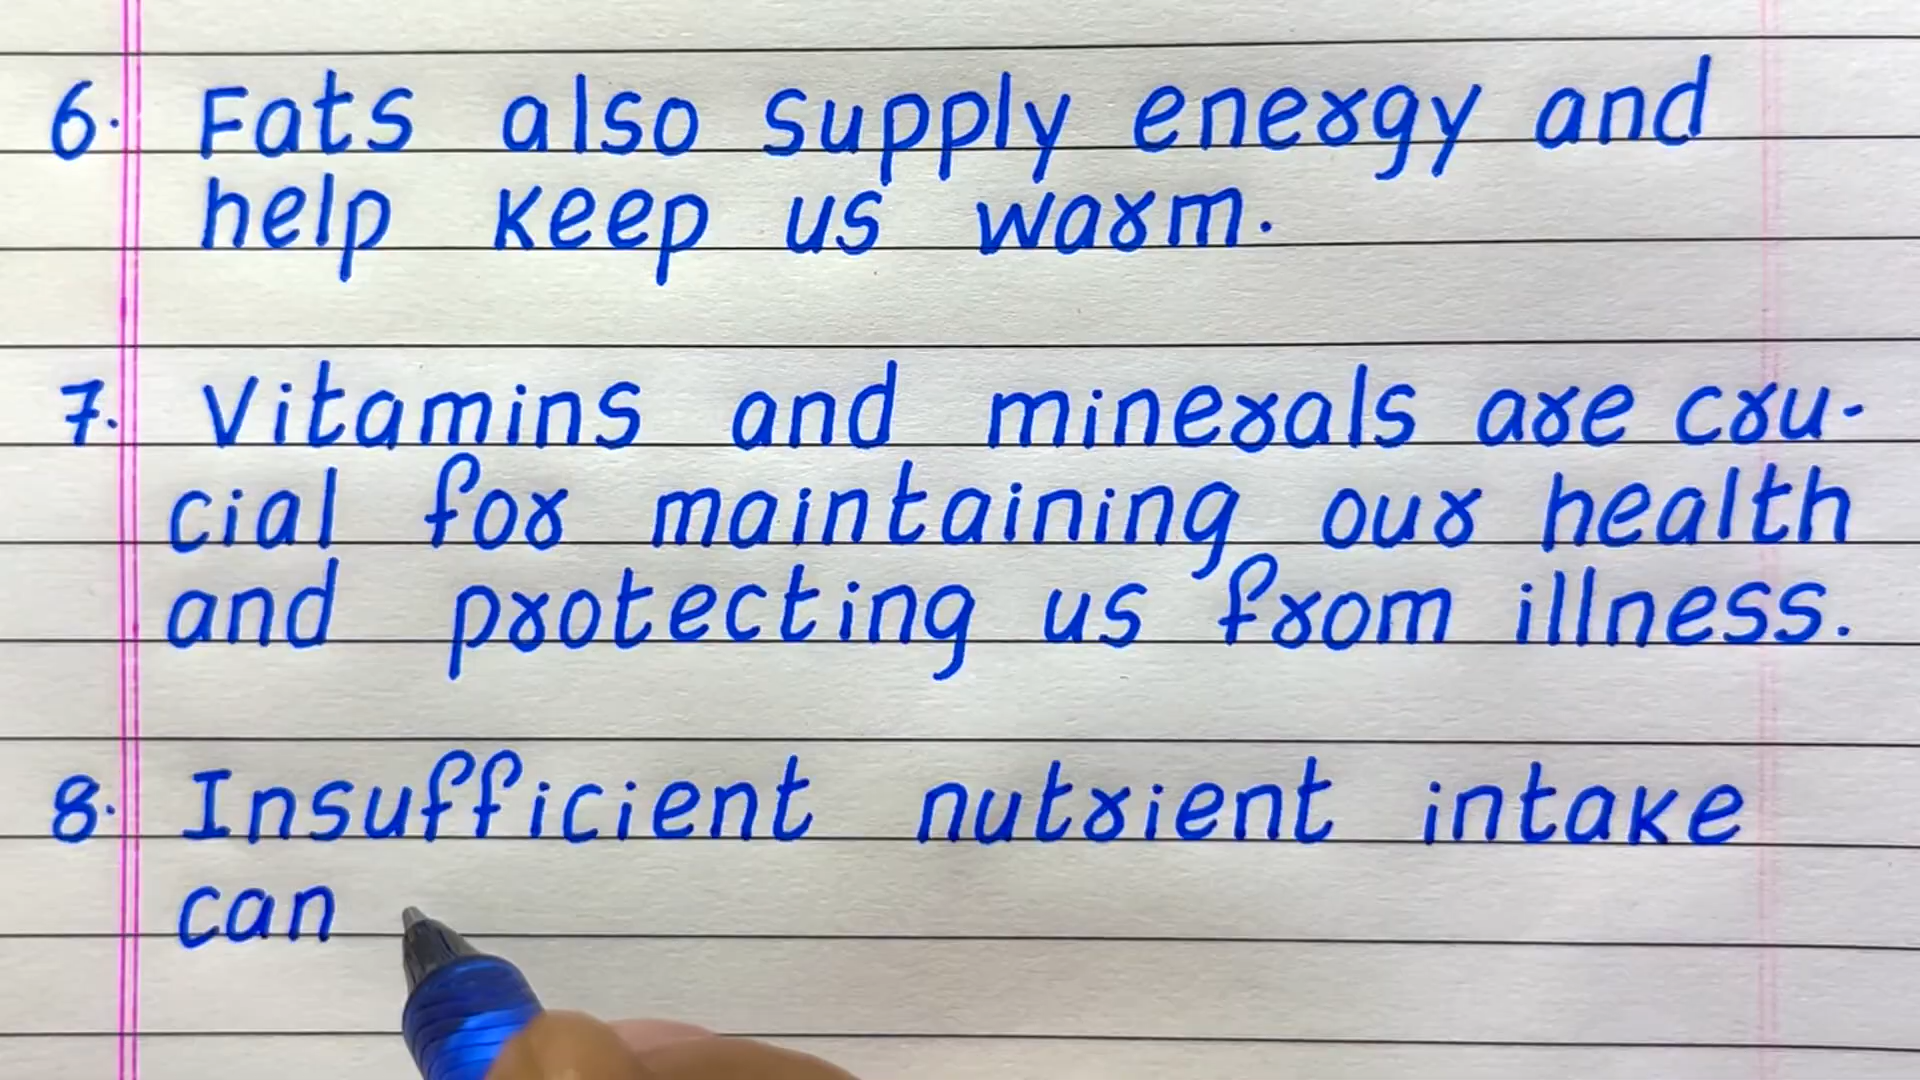 6. Fats also supply energy and
help keep us warm.
7. Vitamins and minerals are cru-
cial for maintaining our health
and protecting us from illness.
8. Insufficient nutrient intake
can